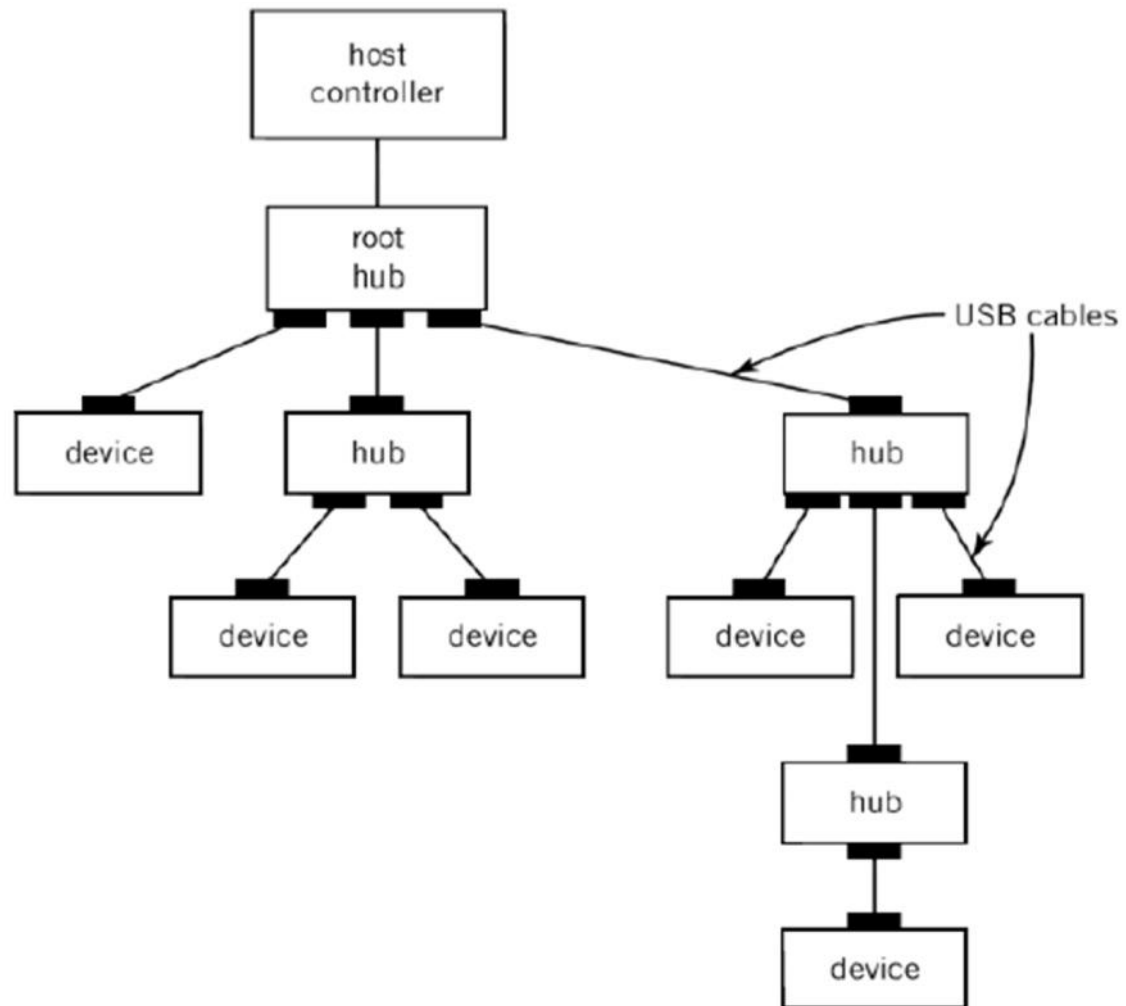 host
controller
root
hub
USB cables
device
hub
hub
device
device
device
device
hub
device